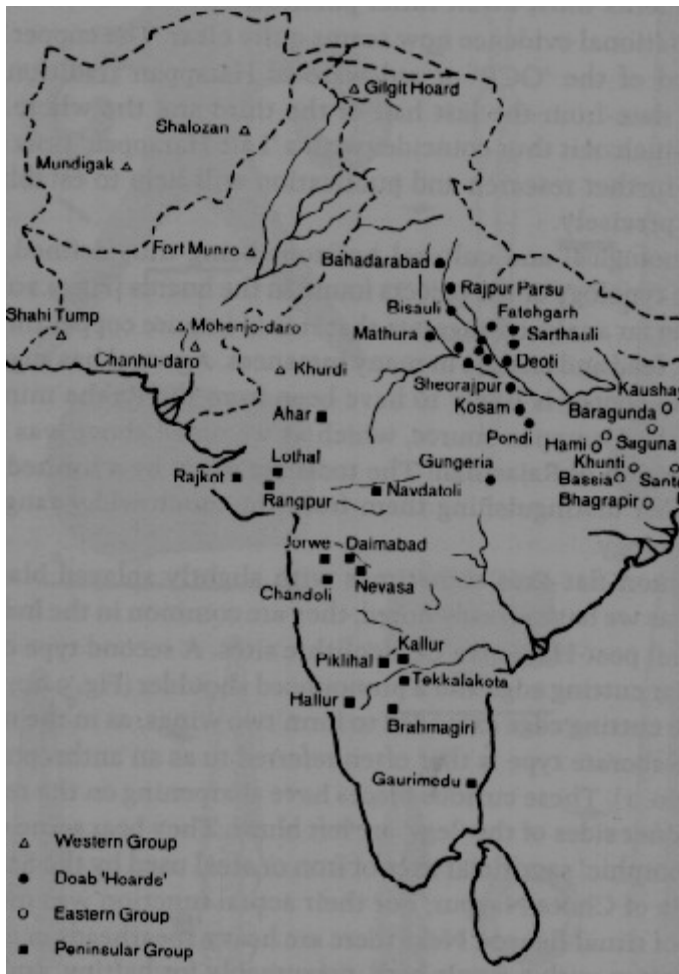 Gilgit Hoard
Shalozan
Mundigak
Fort Munro
Bahadarabad
Rajpur Parsu
Bisauli
Fatehgarh
Shahi Tump
Mohenjo-daro
Mathura
Sarthauli
Chanhu-daro
Khurdi
Deoti
Sheorajpur
Kaushay
Ahar
Kosam
Baragunda
Pondi
Hami
Saguna
Lothal
Gungeria
Khunti
Rajkot
Bassia
Santa
Rangpur
Navdatoli
Bhagrapir
Jorwe
Daimabad
Chandoli
Nevasa
Kallur
Piklihal
Tekkalakota
Hallur
Brahmagiri
Gaurimedu
Western Group
Doab 'Hoards'
Eastern Group
Peninsular Group